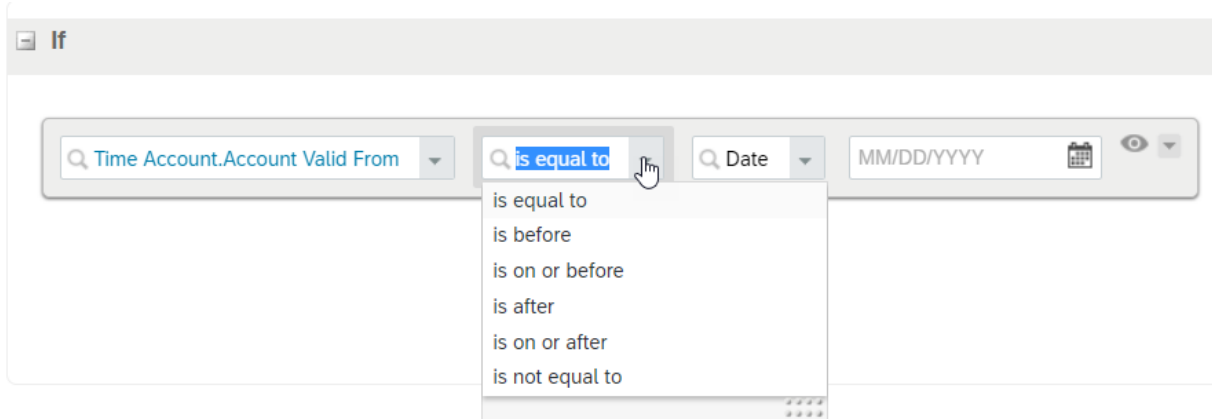 If
Time Account.Account Valid From is equal to Date MM/DD/YYYY
is equal to
is before
is on or before
is after
is on or after
is not equal to